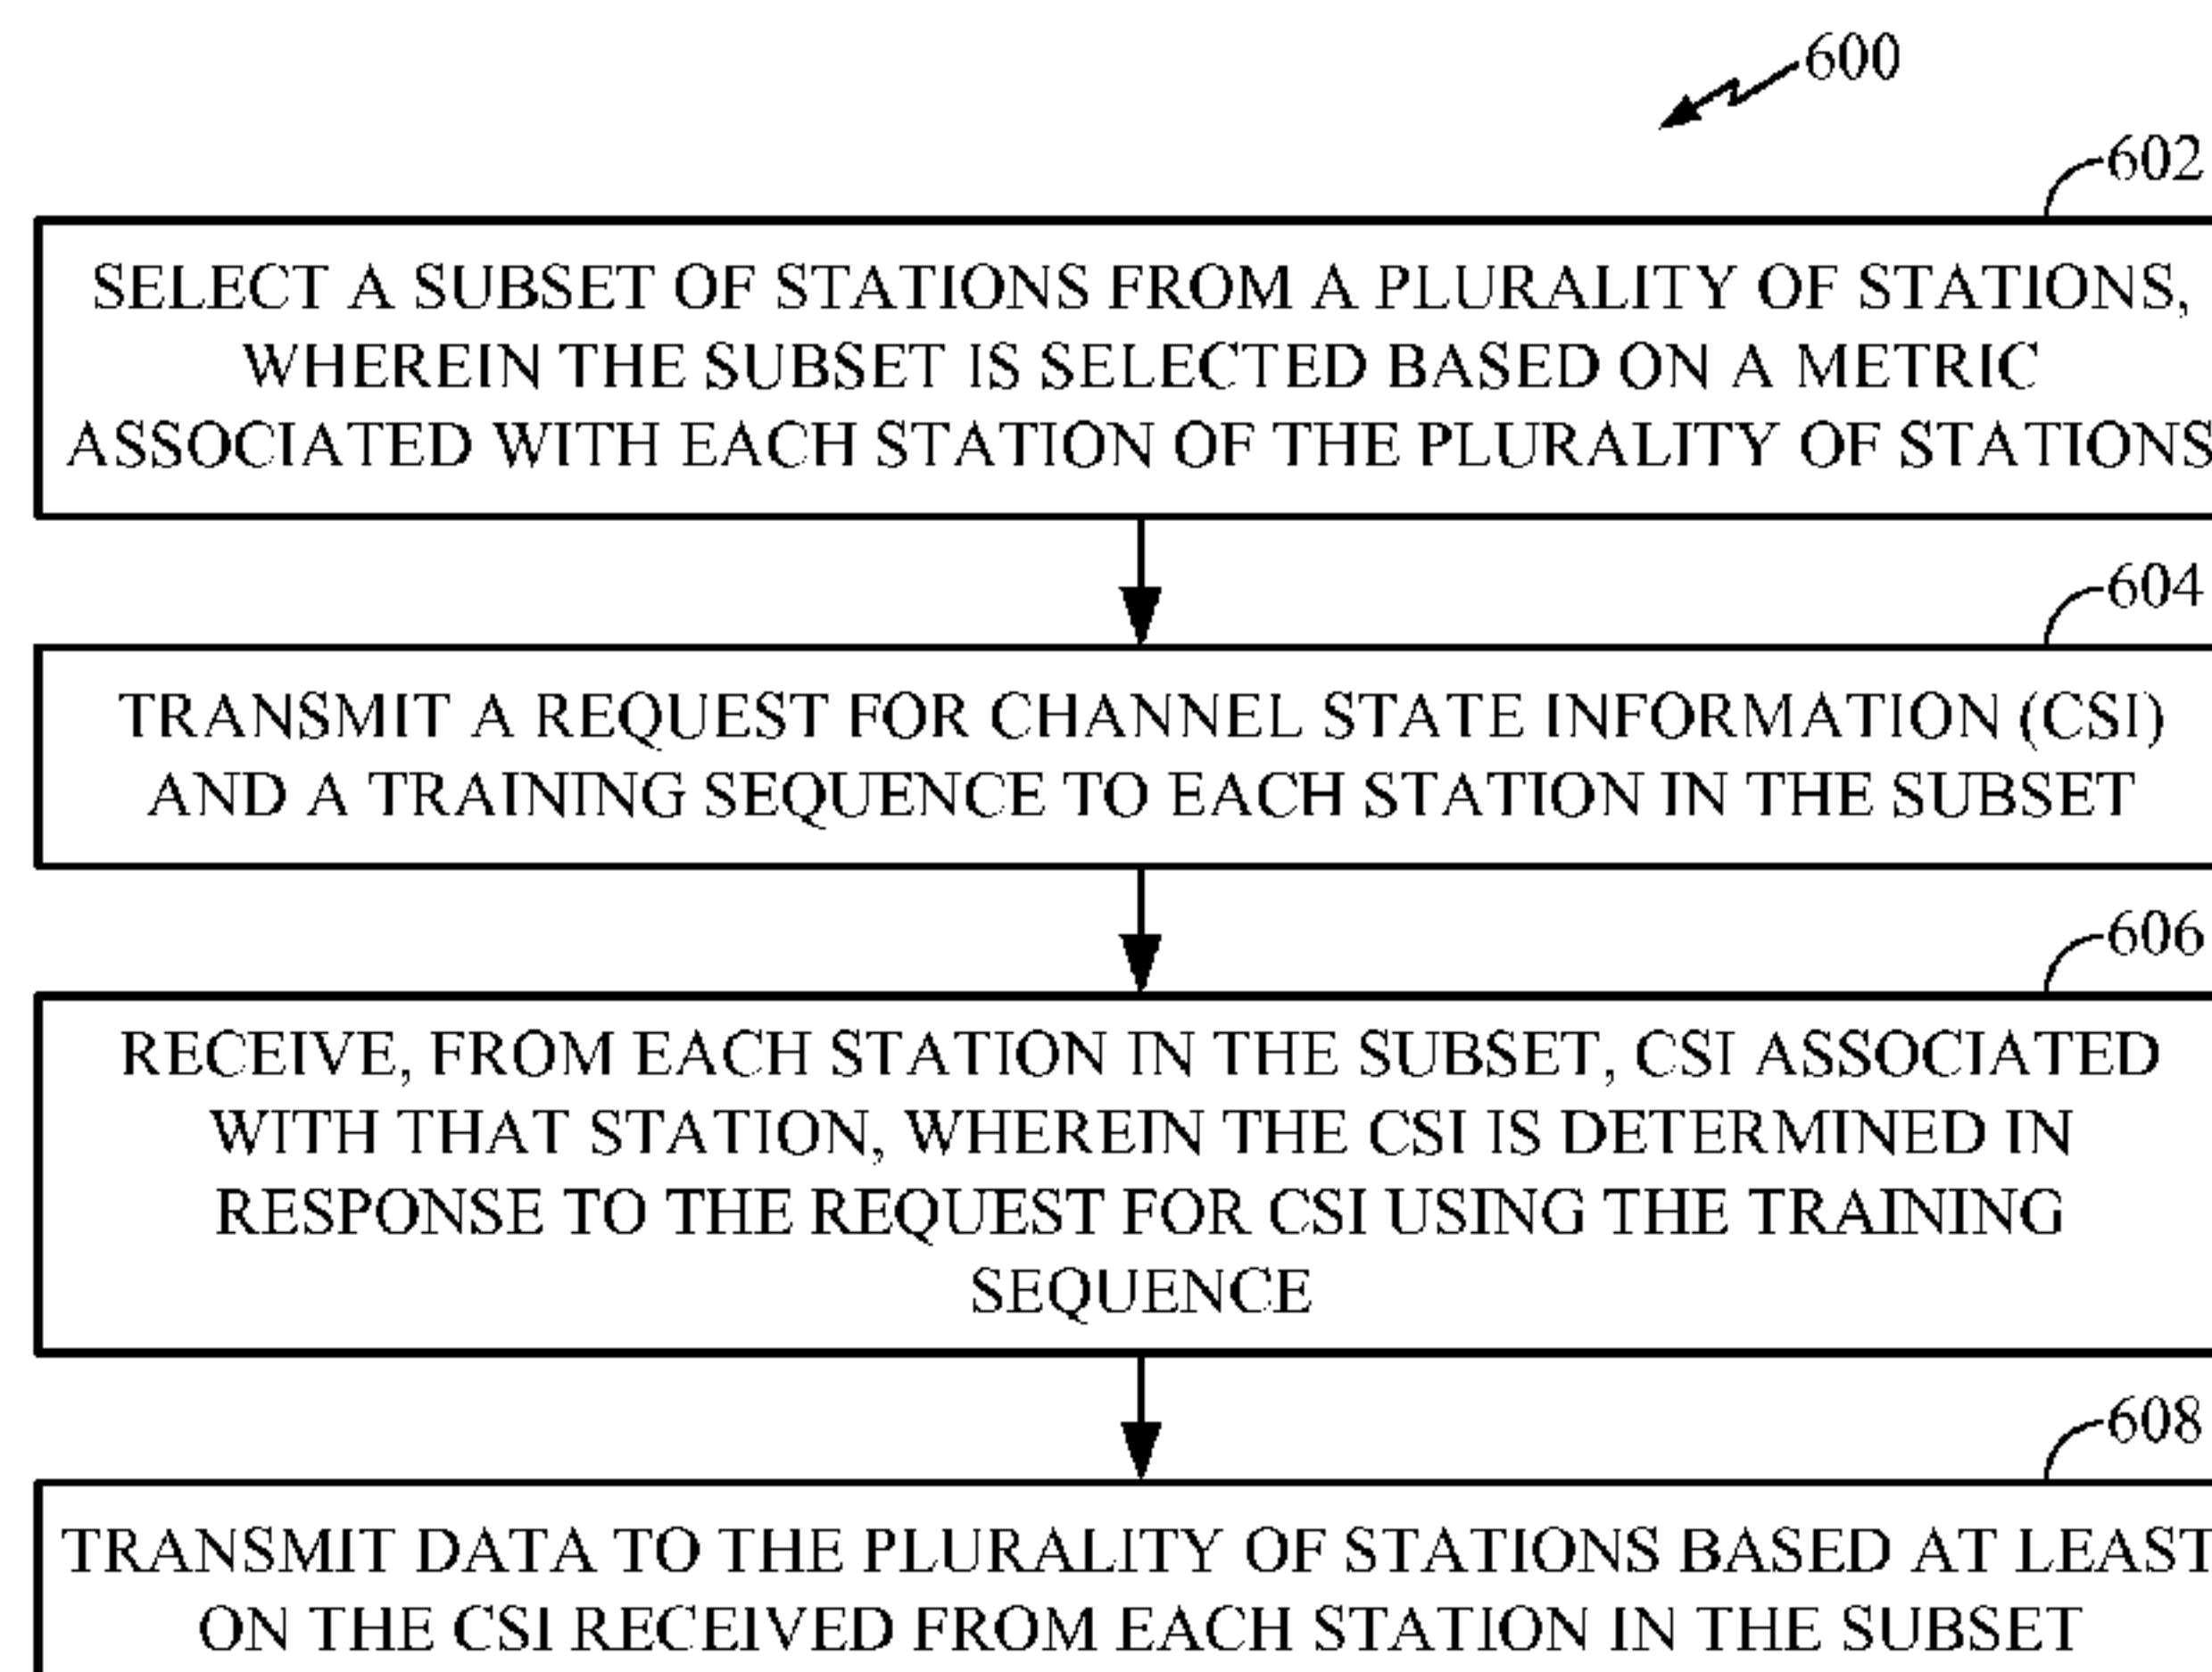 600
602
SELECT A SUBSET OF STATIONS FROM A PLURALITY OF STATIONS,
WHEREIN THE SUBSET IS SELECTED BASED ON A METRIC
ASSOCIATED WITH EACH STATION OF THE PLURALITY OF STATIONS
604
TRANSMIT A REQUEST FOR CHANNEL STATE INFORMATION (CSI)
AND A TRAINING SEQUENCE TO EACH STATION IN THE SUBSET
606
RECEIVE, FROM EACH STATION IN THE SUBSET, CSI ASSOCIATED
WITH THAT STATION, WHEREIN THE CSI IS DETERMINED IN
RESPONSE TO THE REQUEST FOR CSI USING THE TRAINING
SEQUENCE
608
TRANSMIT DATA TO THE PLURALITY OF STATIONS BASED AT LEAST
ON THE CSI RECEIVED FROM EACH STATION IN THE SUBSET